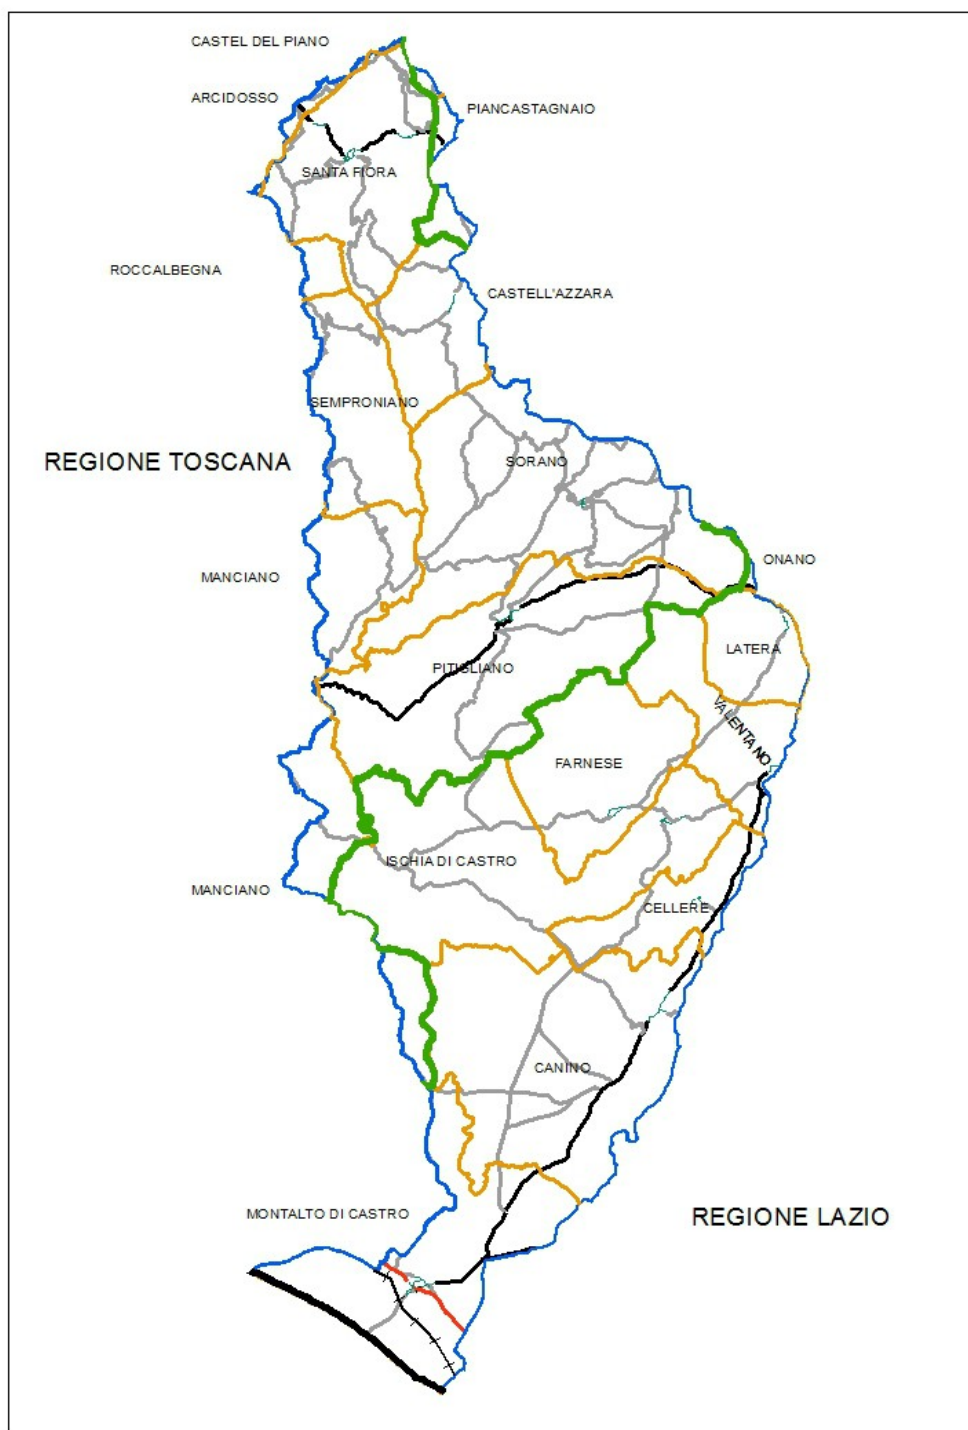 CASTEL DEL PIANO
ARCIDOSSO
PIANCASTAGNAIO
SANTA FIORA
ROCCALBEGNA
CASTELL'AZZARA
SEMPRONIANO
REGIONE TOSCANA
SORANO
ONANO
MANCIANO
LATERA
PITIGLIANO
VALENTANO
FARNESE
ISCHIA DI CASTRO
MANCIANO
CELLERE
CANINO
MONTALTO DI CASTRO
REGIONE LAZIO